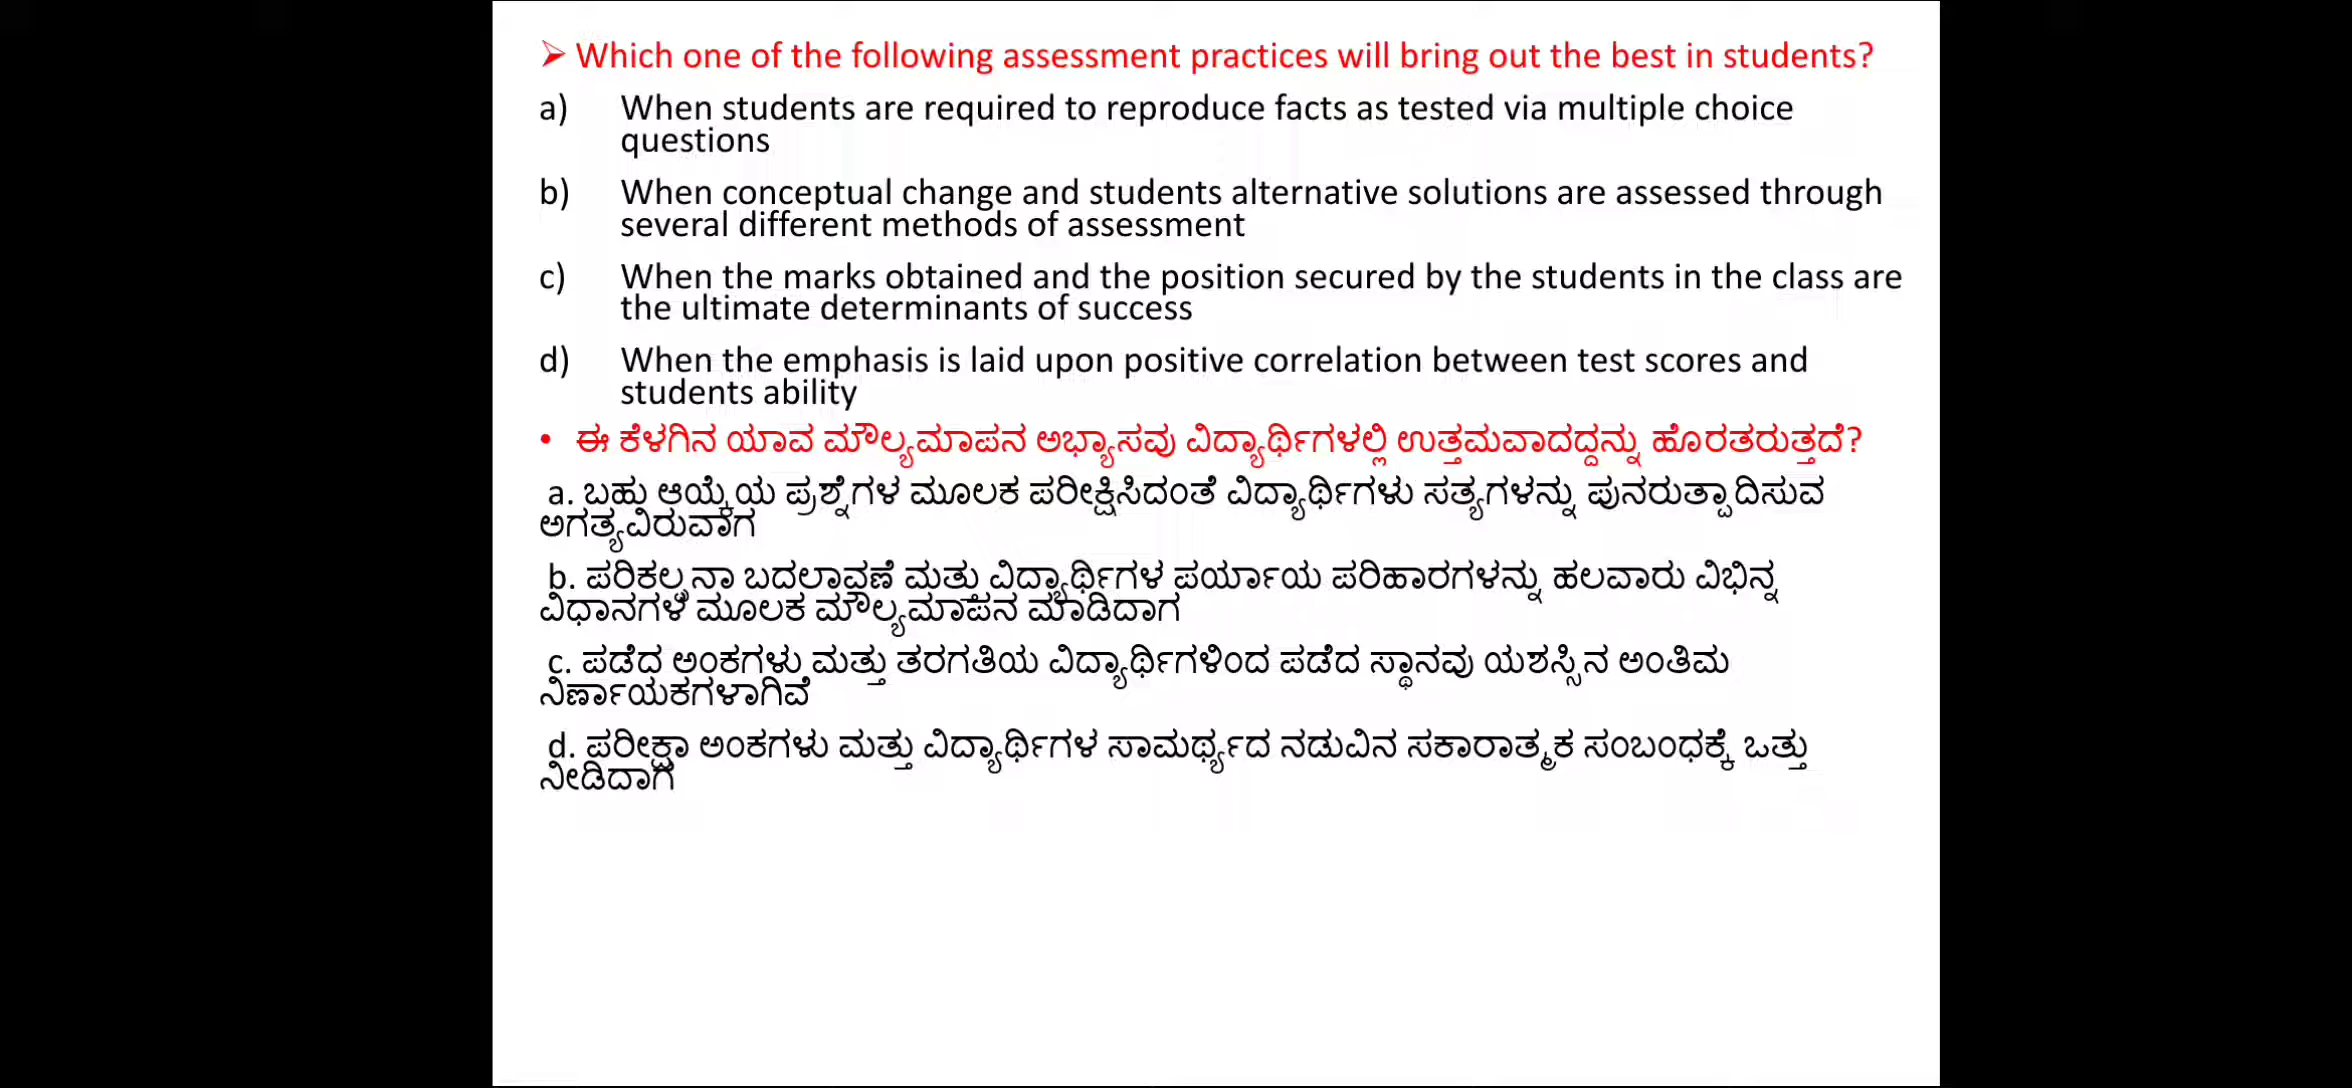 ➢ Which one of the following assessment practices will bring out the best in students?
a) When students are required to reproduce facts as tested via multiple choice
questions
b) When conceptual change and students alternative solutions are assessed through
several different methods of assessment
c) When the marks obtained and the position secured by the students in the class are
the ultimate determinants of success
d) When the emphasis is laid upon positive correlation between test scores and
students ability
• ಈ ಕೆಳಗಿನ ಯಾವ ಮೌಲ್ಯಮಾಪನ ಅಭ್ಯಾಸವು ವಿದ್ಯಾರ್ಥಿಗಳಲ್ಲಿ ಉತ್ತಮವಾದದ್ದನ್ನು ಹೊರತರುತ್ತದೆ?
a. ಬಹು ಆಯ್ಕೆಯ ಪ್ರಶ್ನೆಗಳ ಮೂಲಕ ಪರೀಕ್ಷಿಸಿದಂತೆ ವಿದ್ಯಾರ್ಥಿಗಳು ಸತ್ಯಗಳನ್ನು ಪುನರುತ್ಪಾದಿಸುವ
ಅಗತ್ಯವಿರುವಾಗ
b. ಪರಿಕಲ್ಪನಾ ಬದಲಾವಣೆ ಮತ್ತು ವಿದ್ಯಾರ್ಥಿಗಳ ಪರ್ಯಾಯ ಪರಿಹಾರಗಳನ್ನು ಹಲವಾರು ವಿಭಿನ್ನ
ವಿಧಾನಗಳ ಮೂಲಕ ಮೌಲ್ಯಮಾಪನ ಮಾಡಿದಾಗ
c. ಪಡೆದ ಅಂಕಗಳು ಮತ್ತು ತರಗತಿಯ ವಿದ್ಯಾರ್ಥಿಗಳಿಂದ ಪಡೆದ ಸ್ಥಾನವು ಯಶಸ್ಸಿನ ಅಂತಿಮ
ನಿರ್ಣಾಯಕಗಳಾಗಿವೆ
d. ಪರೀಕ್ಷಾ ಅಂಕಗಳು ಮತ್ತು ವಿದ್ಯಾರ್ಥಿಗಳ ಸಾಮರ್ಥ್ಯದ ನಡುವಿನ ಸಕಾರಾತ್ಮಕ ಸಂಬಂಧಕ್ಕೆ ಒತ್ತು
ನೀಡಿದಾಗ